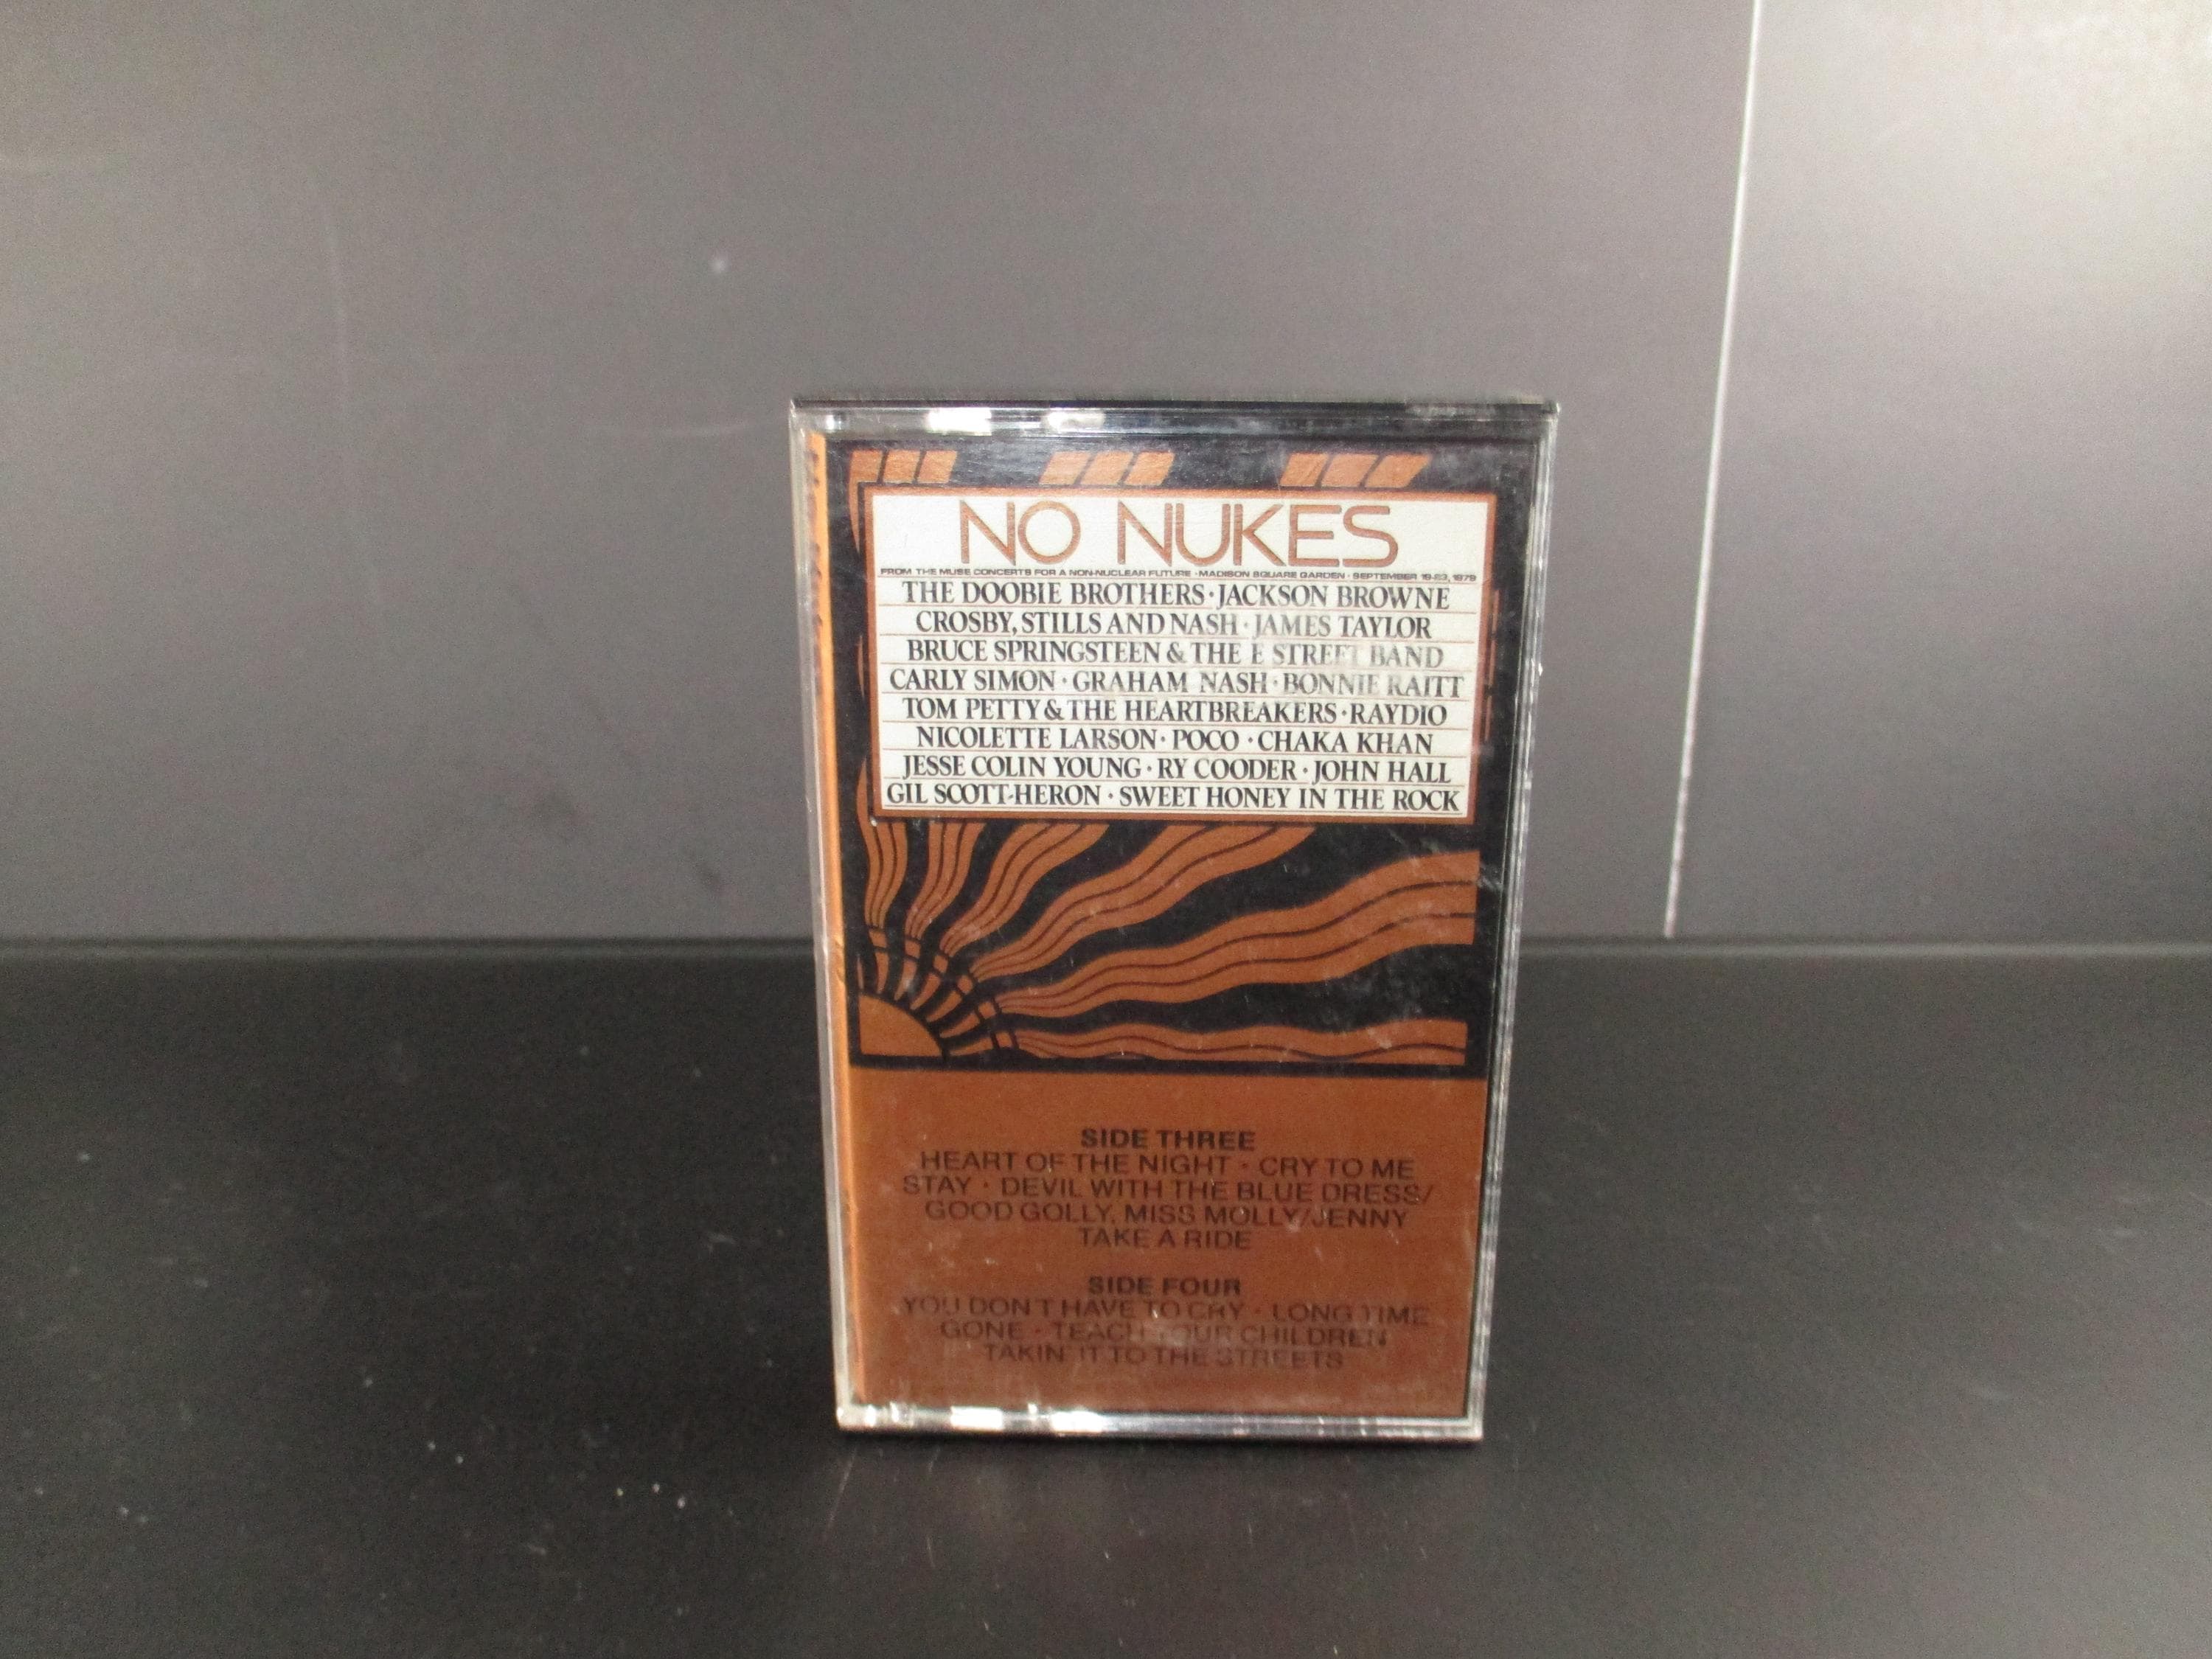 NO NUKES
FROM THE MUSE CONCERTS FOR A NON-NUCLEAR FUTURE • MADISON SQUARE GARDEN • SEPTEMBER 19-23, 1979
THE DOOBIE BROTHERS • JACKSON BROWNE
CROSBY, STILLS AND NASH • JAMES TAYLOR
BRUCE SPRINGSTEEN & THE E STREET BAND
CARLY SIMON • GRAHAM NASH • BONNIE RAITT
TOM PETTY & THE HEARTBREAKERS • RAYDIO
NICOLETTE LARSON • POCO • CHAKA KHAN
JESSE COLIN YOUNG • RY COODER • JOHN HALL
GIL SCOTT-HERON • SWEET HONEY IN THE ROCK
SIDE THREE
HEART OF THE NIGHT • CRY TO ME
STAY • DEVIL WITH THE BLUE DRESS/
GOOD GOLLY, MISS MOLLY/JENNY
TAKE A RIDE
SIDE FOUR
YOU DON'T HAVE TO CRY • LONG TIME
GONE • TEACH YOUR CHILDREN
TAKIN' IT TO THE STREETS